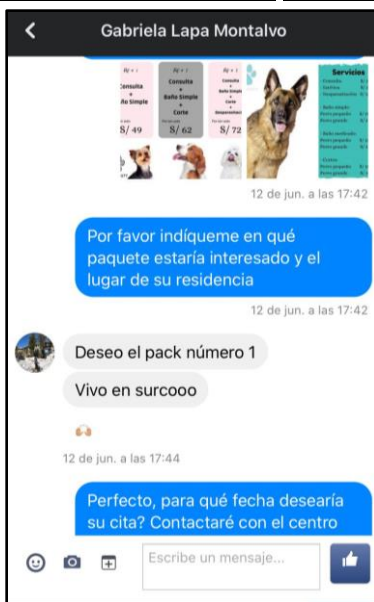 Gabriela Lapa Montalvo
Consulta
+
Baño Simple
S/ 49
Consulta
+
Baño Simple
+
Corte
S/ 62
Consulta
+
Baño Simple
+
Corte
+
S/ 72
Servicios
12 de jun. a las 17:42
Por favor indíqueme en qué
paquete estaría interesado y el
lugar de su residencia
12 de jun. a las 17:42
Deseo el pack número 1
Vivo en surcooo
12 de jun. a las 17:44
Perfecto, para qué fecha desearía
su cita? Contactaré con el centro
Escribe un mensaje...